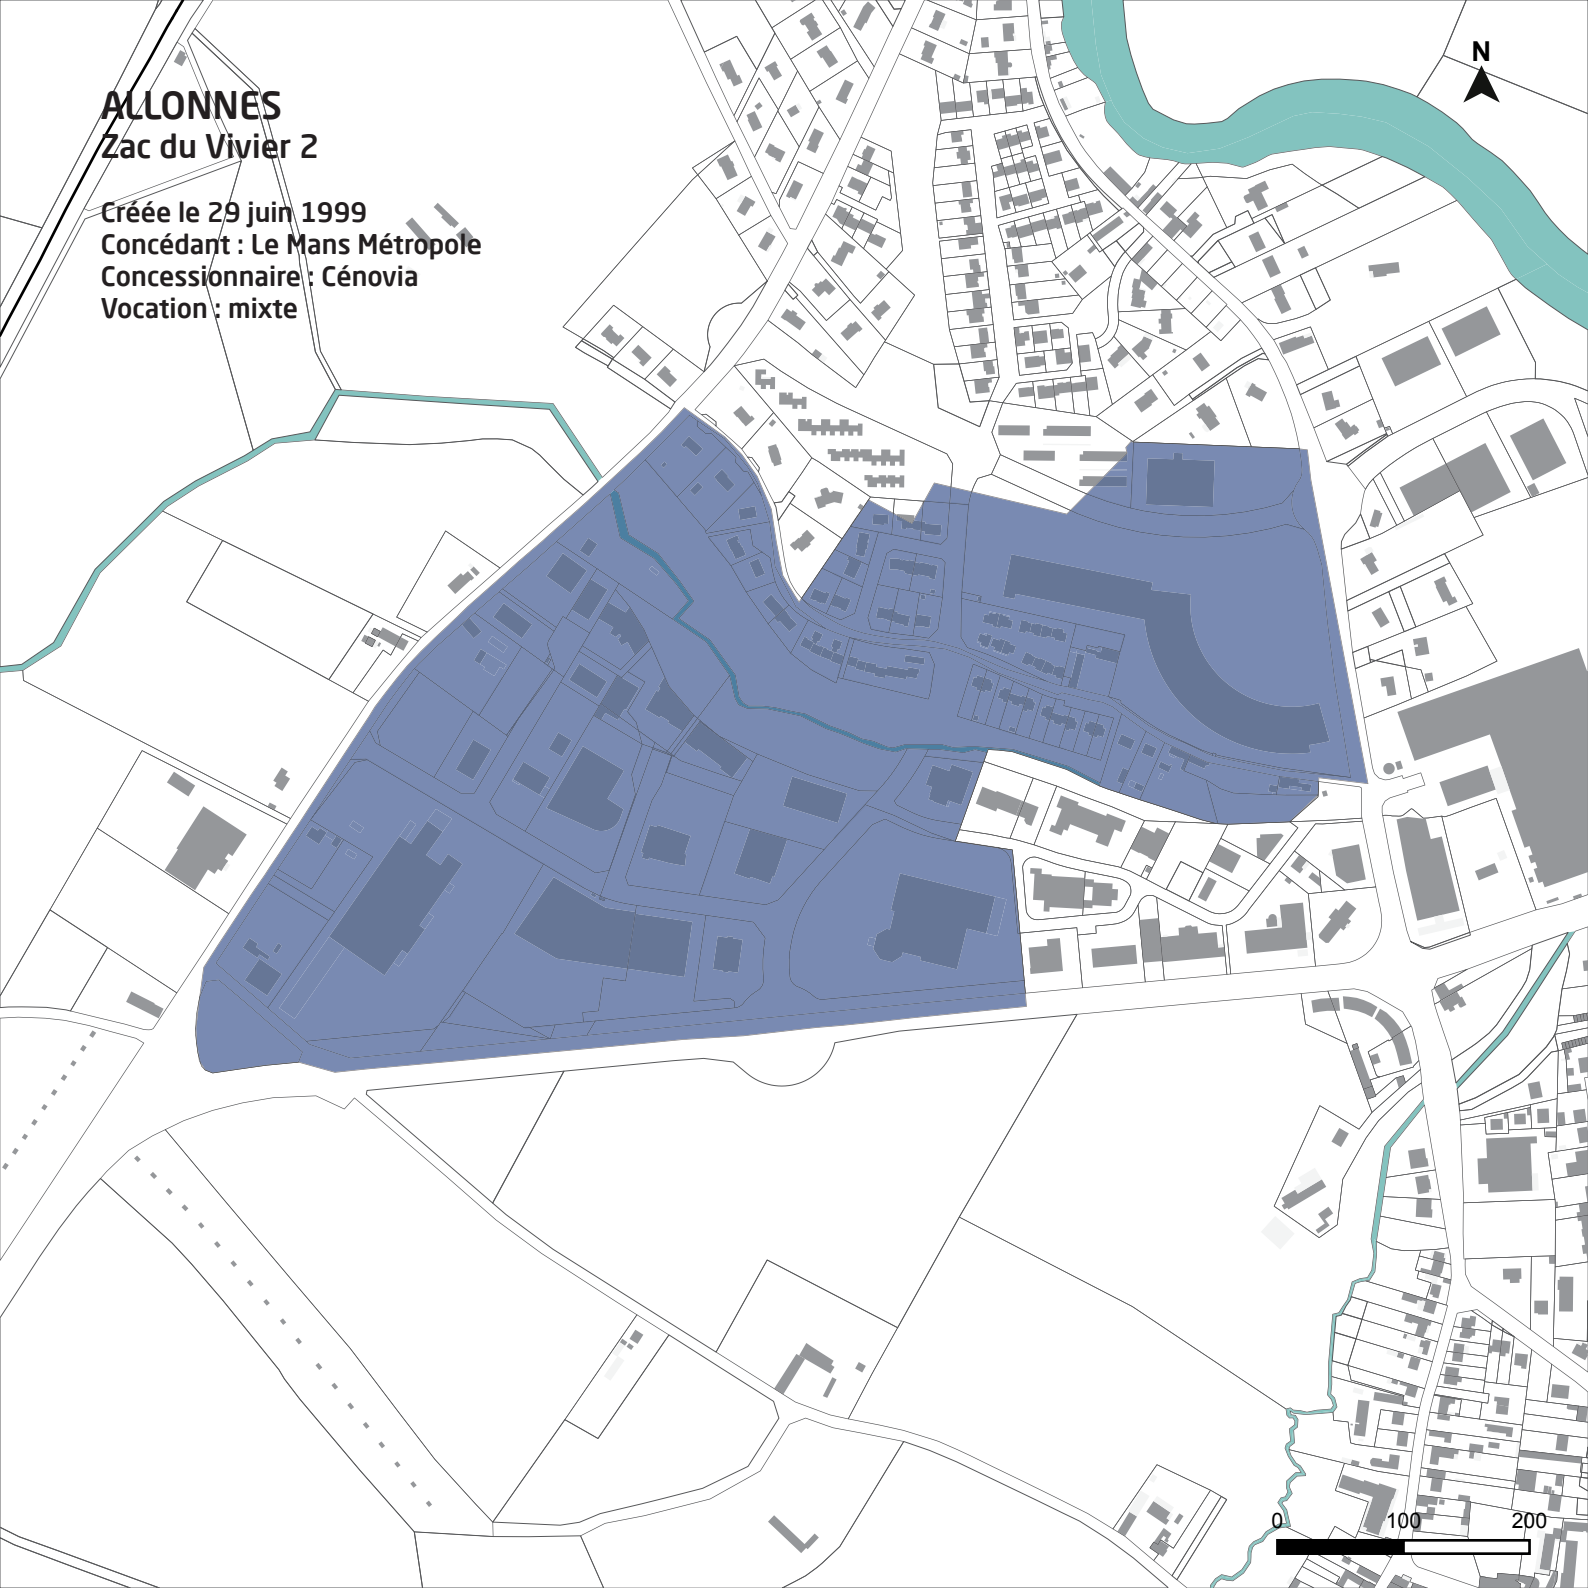 ALLONNES
Zac du Vivier 2
Créée le 29 juin 1999
Concédant : Le Mans Métropole
Concessionnaire : Cénovia
Vocation : mixte
N
0 100 200